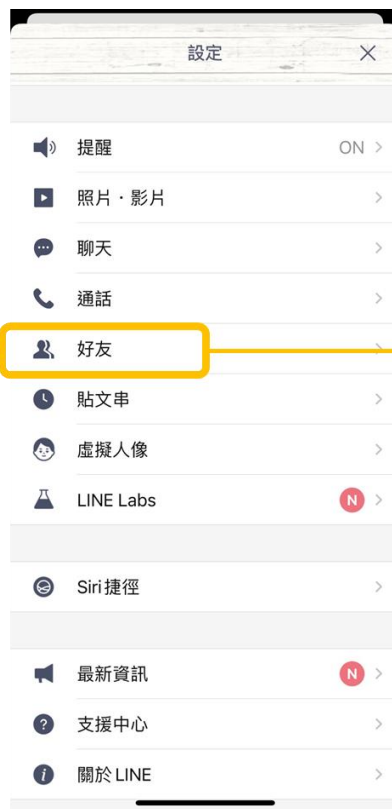 設定
提醒
ON
照片・影片
聊天
通話
好友
貼文串
虛擬人像
LINE Labs
N
Siri捷徑
最新資訊
N
支援中心
關於 LINE